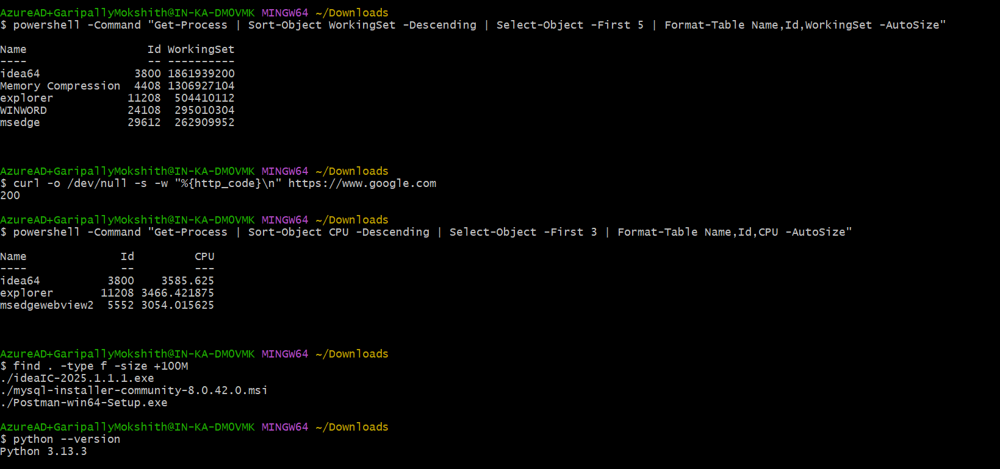 AzureAD+GaripallyMokshith@IN-KA-DM0VMK MINGW64 ~/Downloads
$ powershell -Command "Get-Process | Sort-Object WorkingSet -Descending | Select-Object -First 5 | Format-Table Name,Id,WorkingSet -AutoSize"
Name                     Id WorkingSet
----                     -- ----------
idea64                 3800 1861939200
Memory Compression  4408 1306927104
explorer              11208  504410112
WINWORD               24108  295010304
msedge                29612  262909952
AzureAD+GaripallyMokshith@IN-KA-DM0VMK MINGW64 ~/Downloads
$ curl -o /dev/null -s -w "%{http_code}\n" https://www.google.com
200
AzureAD+GaripallyMokshith@IN-KA-DM0VMK MINGW64 ~/Downloads
$ powershell -Command "Get-Process | Sort-Object CPU -Descending | Select-Object -First 3 | Format-Table Name,Id,CPU -AutoSize"
Name              Id         CPU
----              --         ---
idea64          3800    3585.625
explorer       11208 3466.421875
msedgewebview2  5552 3054.015625
AzureAD+GaripallyMokshith@IN-KA-DM0VMK MINGW64 ~/Downloads
$ find . -type f -size +100M
./ideaIC-2025.1.1.1.exe
./mysql-installer-community-8.0.42.0.msi
./Postman-win64-Setup.exe
AzureAD+GaripallyMokshith@IN-KA-DM0VMK MINGW64 ~/Downloads
$ python --version
Python 3.13.3